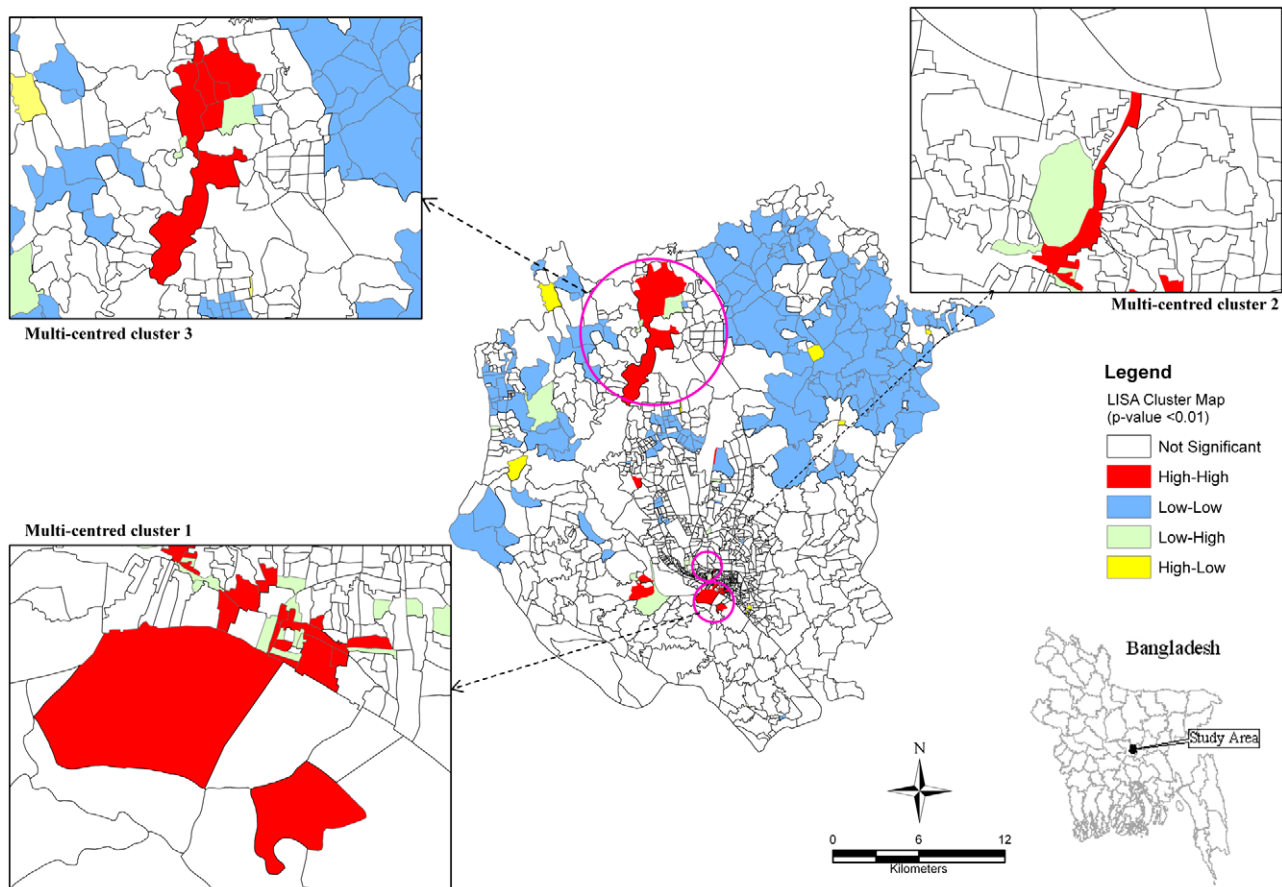 Multi-centred cluster 3
Multi-centred cluster 2
Legend
LISA Cluster Map
(p-value <0.01)
Not Significant
High-High
Low-Low
Low-High
High-Low
Multi-centred cluster 1
Bangladesh
Study Area
N
0 6 12
Kilometers